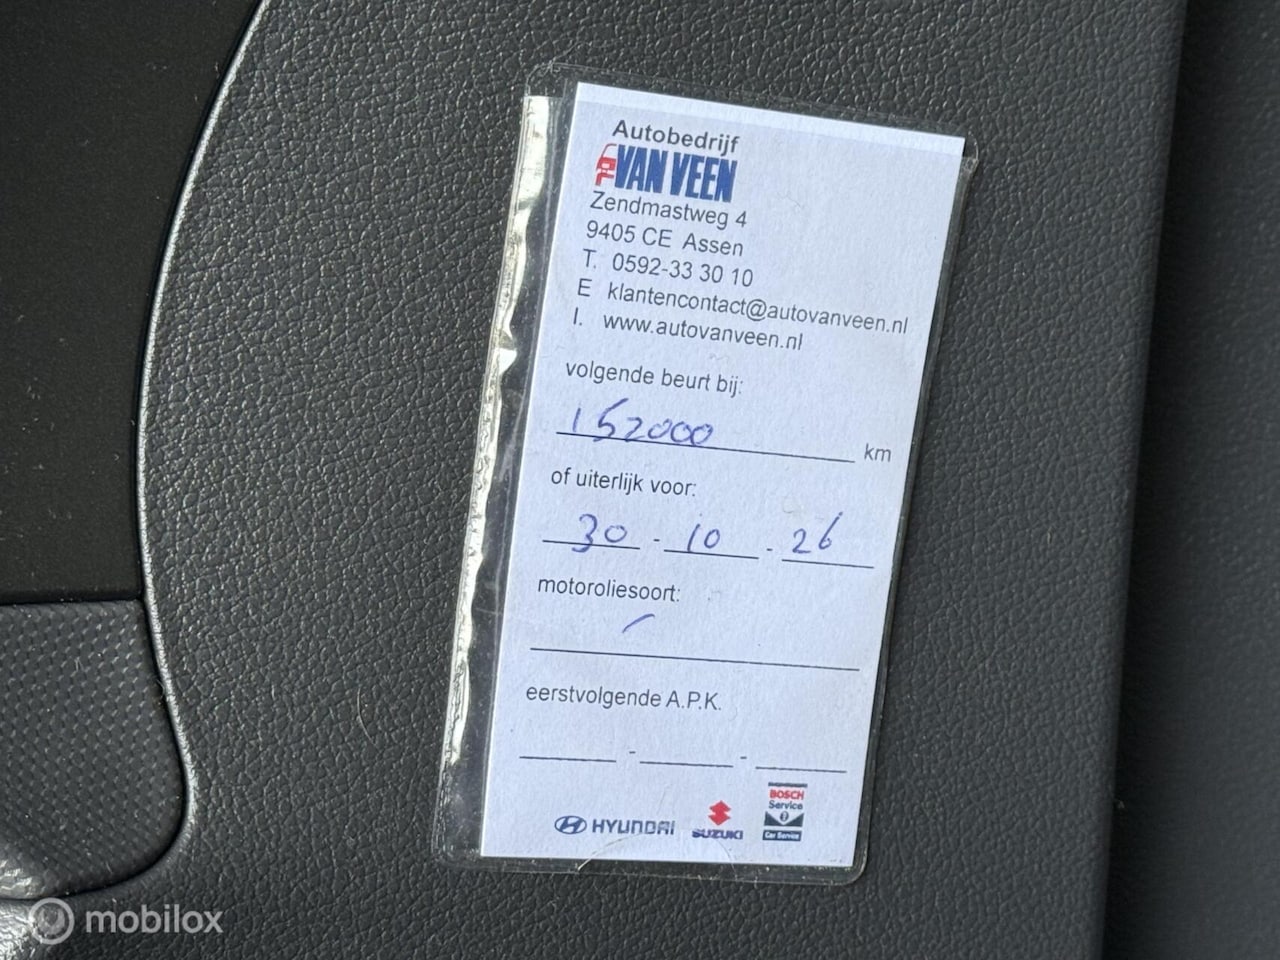 Autobedrijf
VAN VEEN
Zendmastweg 4
9405 CE Assen
T. 0592-33 30 10
E klantencontact@autovanveen.nl
I. www.autovanveen.nl
volgende beurt bij:
152000 km
of uiterlijk voor:
30 - 10 - 26
motoroliesoort:
eerstvolgende A.P.K.
- -
HYUNDAI
SUZUKI
BOSCH
Service
Car Service
mobilox